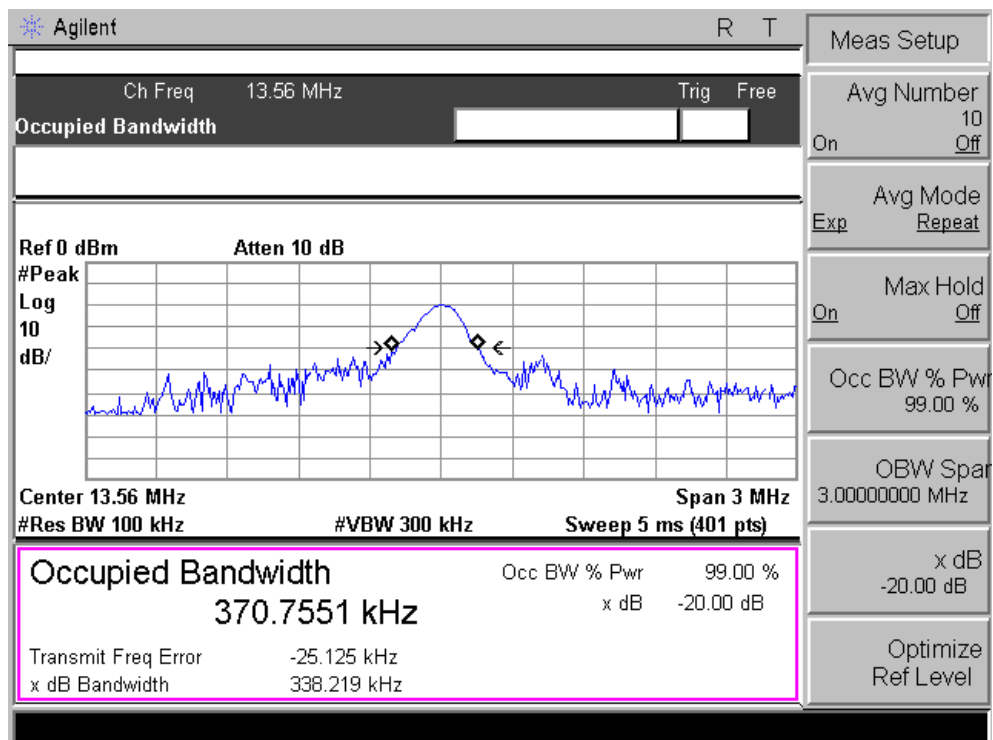 Agilent R T
Ch Freq 13.56 MHz Trig Free
Occupied Bandwidth
Ref 0 dBm Atten 10 dB
#Peak
Log
10
dB/
Center 13.56 MHz Span 3 MHz
#Res BW 100 kHz #VBW 300 kHz Sweep 5 ms (401 pts)
Occupied Bandwidth Occ BW % Pwr 99.00 %
370.7551 kHz x dB -20.00 dB
Transmit Freq Error -25.125 kHz
x dB Bandwidth 338.219 kHz
Meas Setup
Avg Number
10
On Off
Avg Mode
Exp Repeat
Max Hold
On Off
Occ BW % Pwr
99.00 %
OBW Span
3.00000000 MHz
x dB
-20.00 dB
Optimize
Ref Level